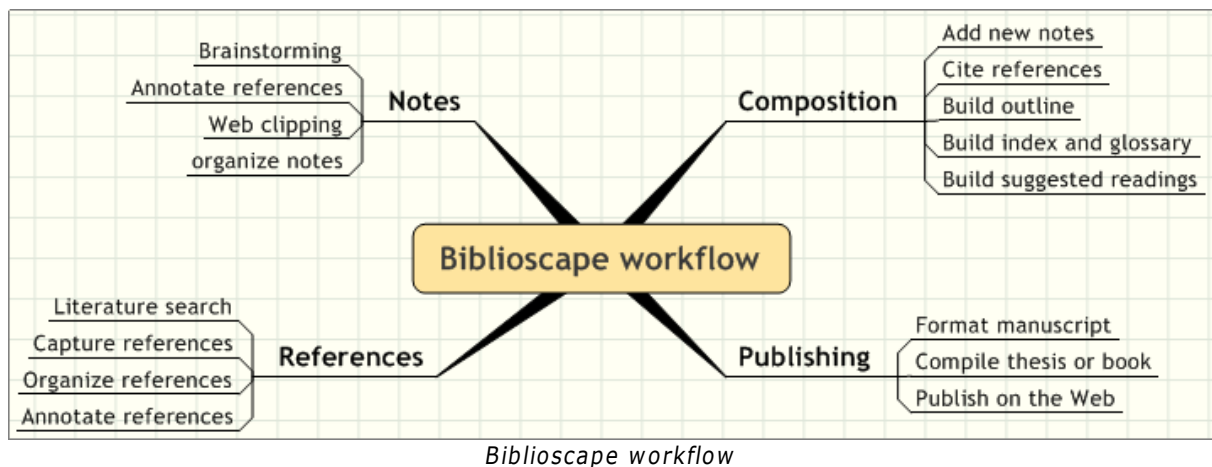 Brainstorming
Annotate references
Web clipping
organize notes
Notes
Composition
Add new notes
Cite references
Build outline
Build index and glossary
Build suggested readings
Biblioscape workflow
Literature search
Capture references
Organize references
Annotate references
References
Publishing
Format manuscript
Compile thesis or book
Publish on the Web
Biblioscape workflow